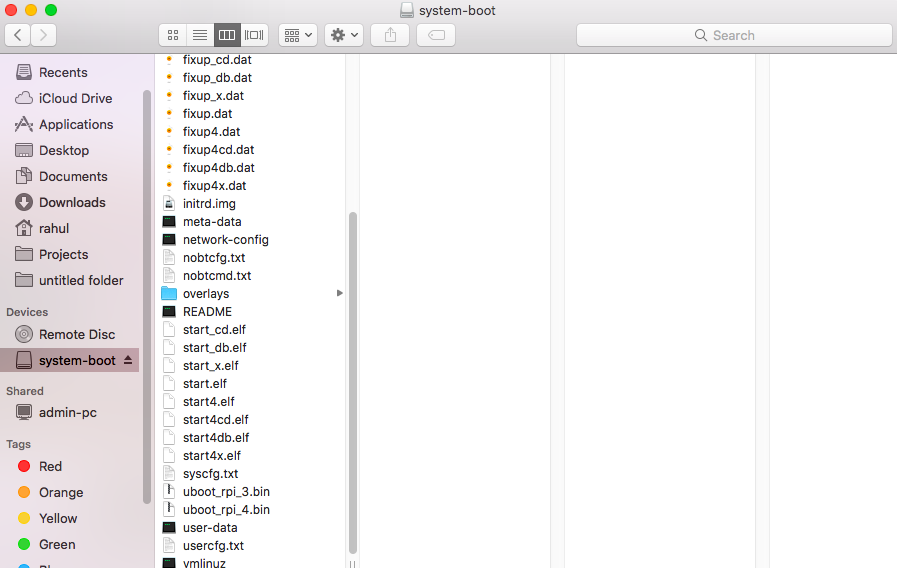 system-boot
Search
Recents
iCloud Drive
Applications
Desktop
Documents
Downloads
rahul
Projects
untitled folder
Devices
Remote Disc
system-boot
Shared
admin-pc
Tags
Red
Orange
Yellow
Green
fixup_cd.dat
fixup_db.dat
fixup_x.dat
fixup.dat
fixup4.dat
fixup4cd.dat
fixup4db.dat
fixup4x.dat
initrd.img
meta-data
network-config
nobtcfg.txt
nobtcmd.txt
overlays
README
start_cd.elf
start_db.elf
start_x.elf
start.elf
start4.elf
start4cd.elf
start4db.elf
start4x.elf
syscfg.txt
uboot_rpi_3.bin
uboot_rpi_4.bin
user-data
usercfg.txt
vmlinuz